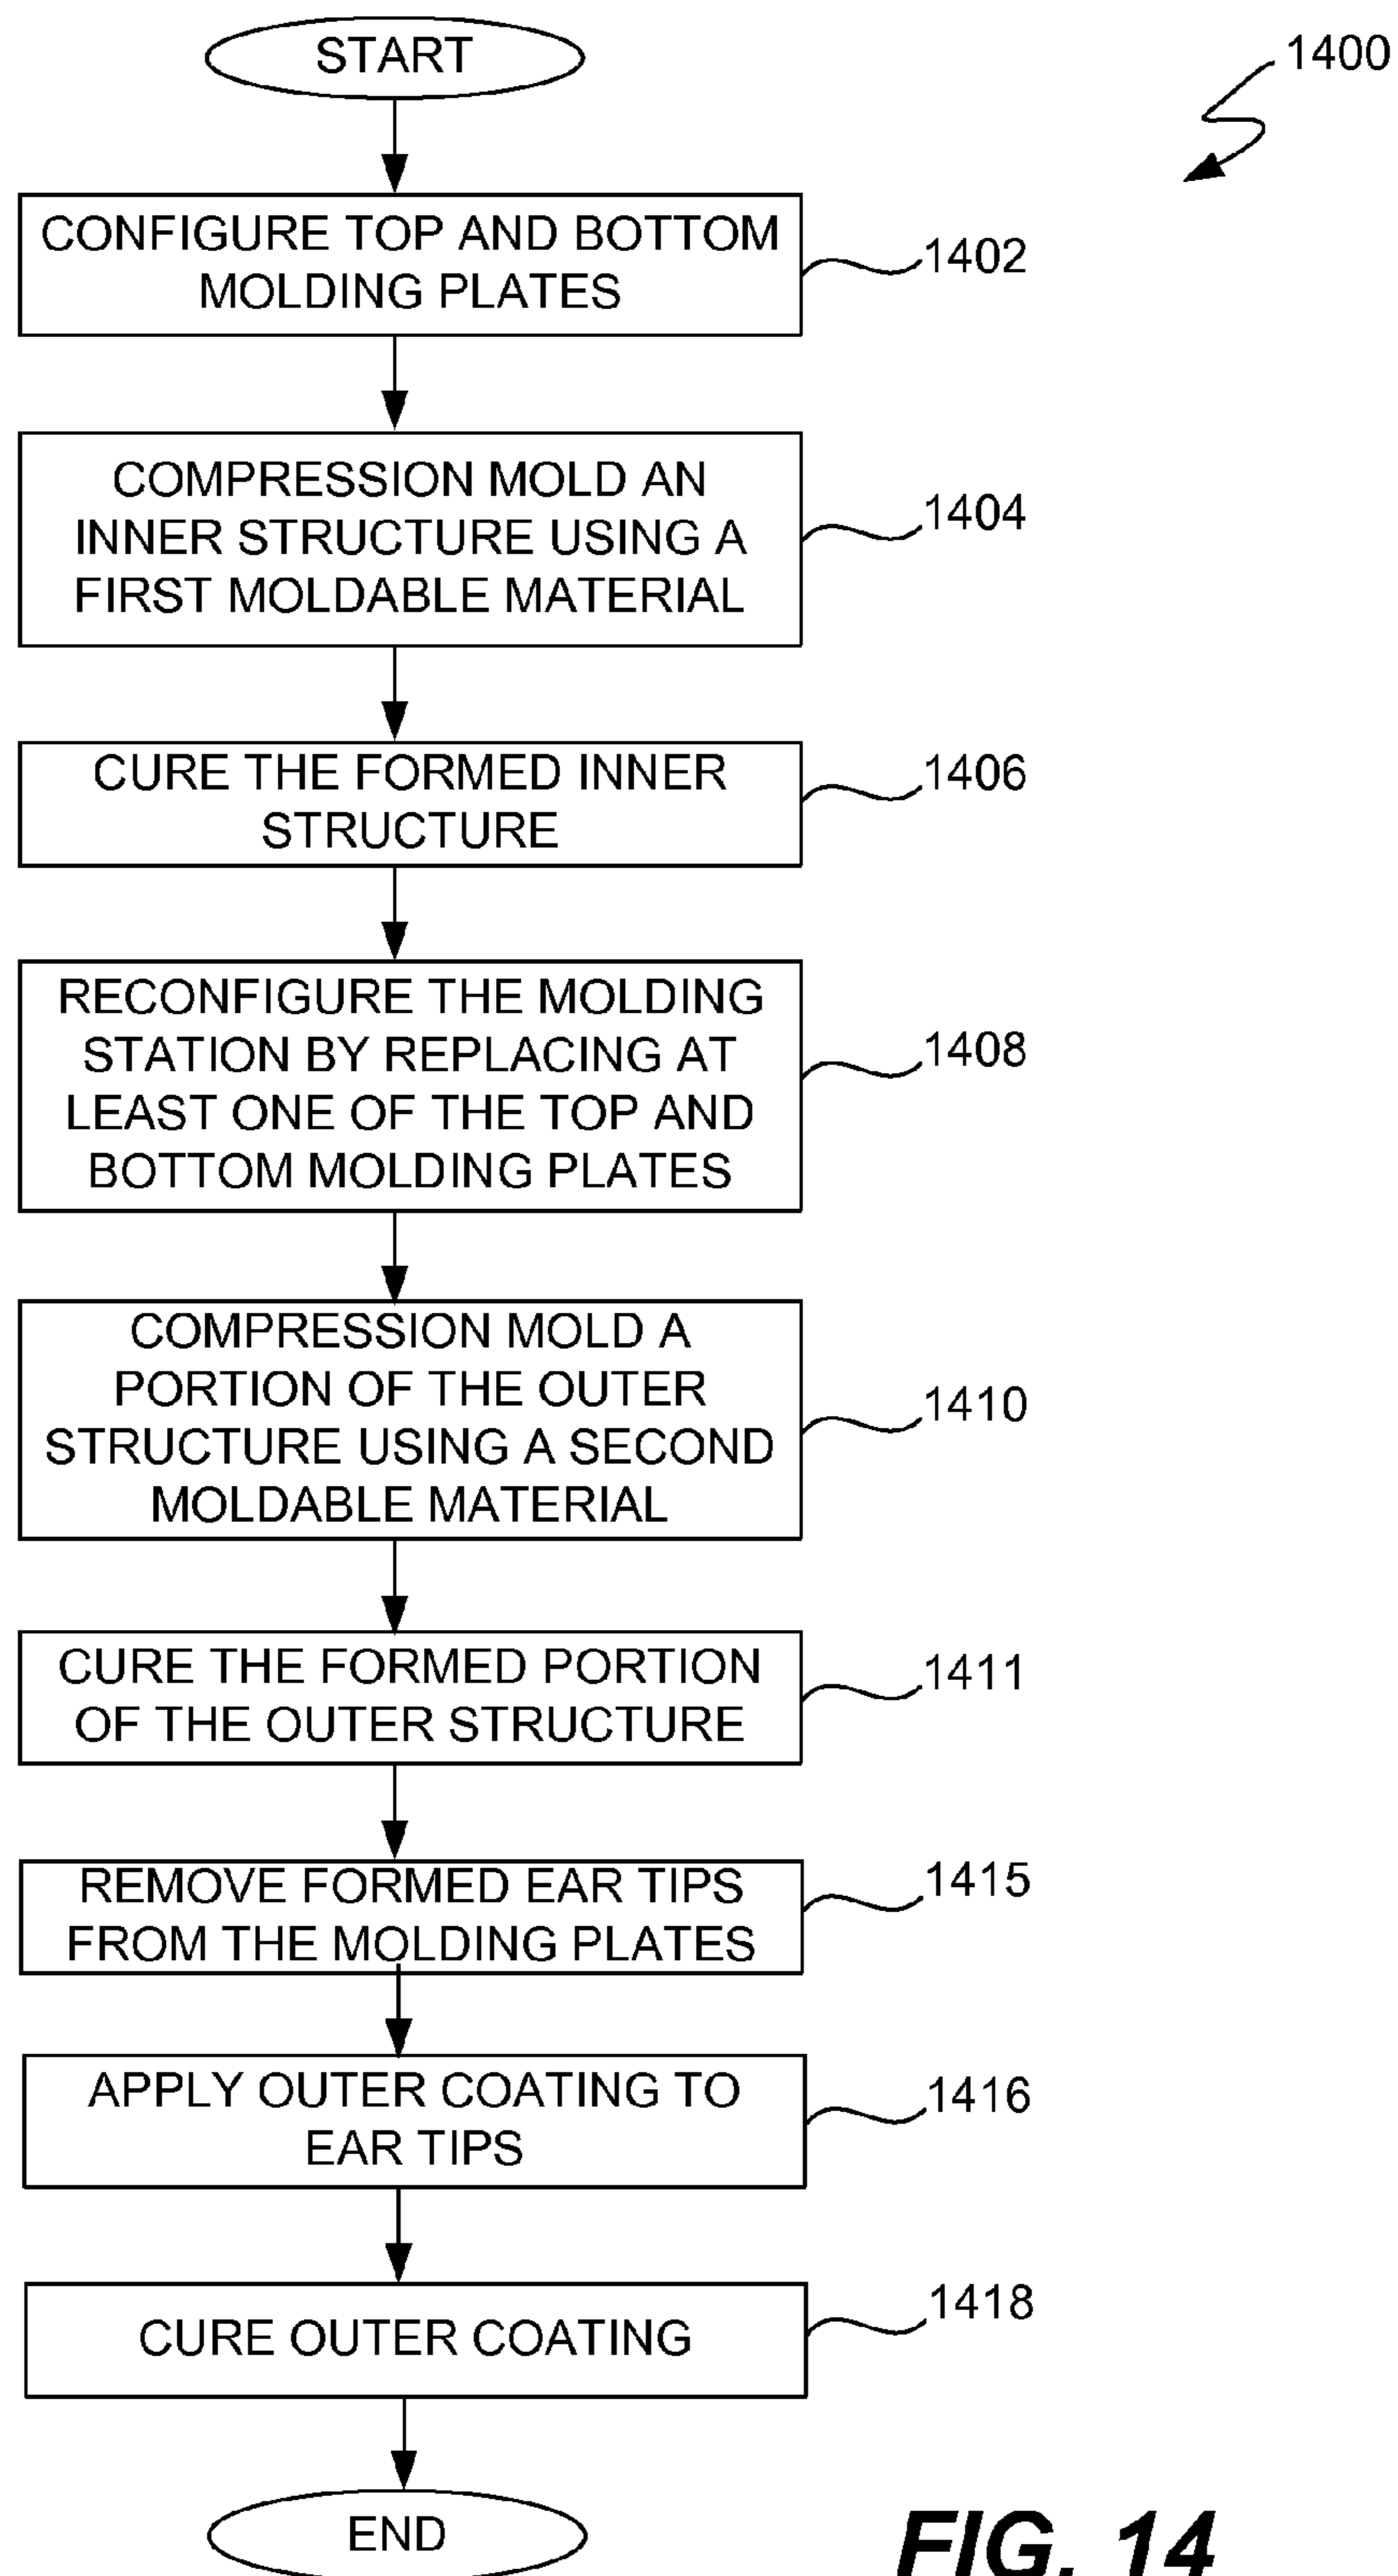 START
1400
CONFIGURE TOP AND BOTTOM
MOLDING PLATES
1402
COMPRESSION MOLD AN
INNER STRUCTURE USING A
FIRST MOLDABLE MATERIAL
1404
CURE THE FORMED INNER
STRUCTURE
1406
RECONFIGURE THE MOLDING
STATION BY REPLACING AT
LEAST ONE OF THE TOP AND
BOTTOM MOLDING PLATES
1408
COMPRESSION MOLD A
PORTION OF THE OUTER
STRUCTURE USING A SECOND
MOLDABLE MATERIAL
1410
CURE THE FORMED PORTION
OF THE OUTER STRUCTURE
1411
REMOVE FORMED EAR TIPS
FROM THE MOLDING PLATES
1415
APPLY OUTER COATING TO
EAR TIPS
1416
CURE OUTER COATING
1418
END
FIG. 14